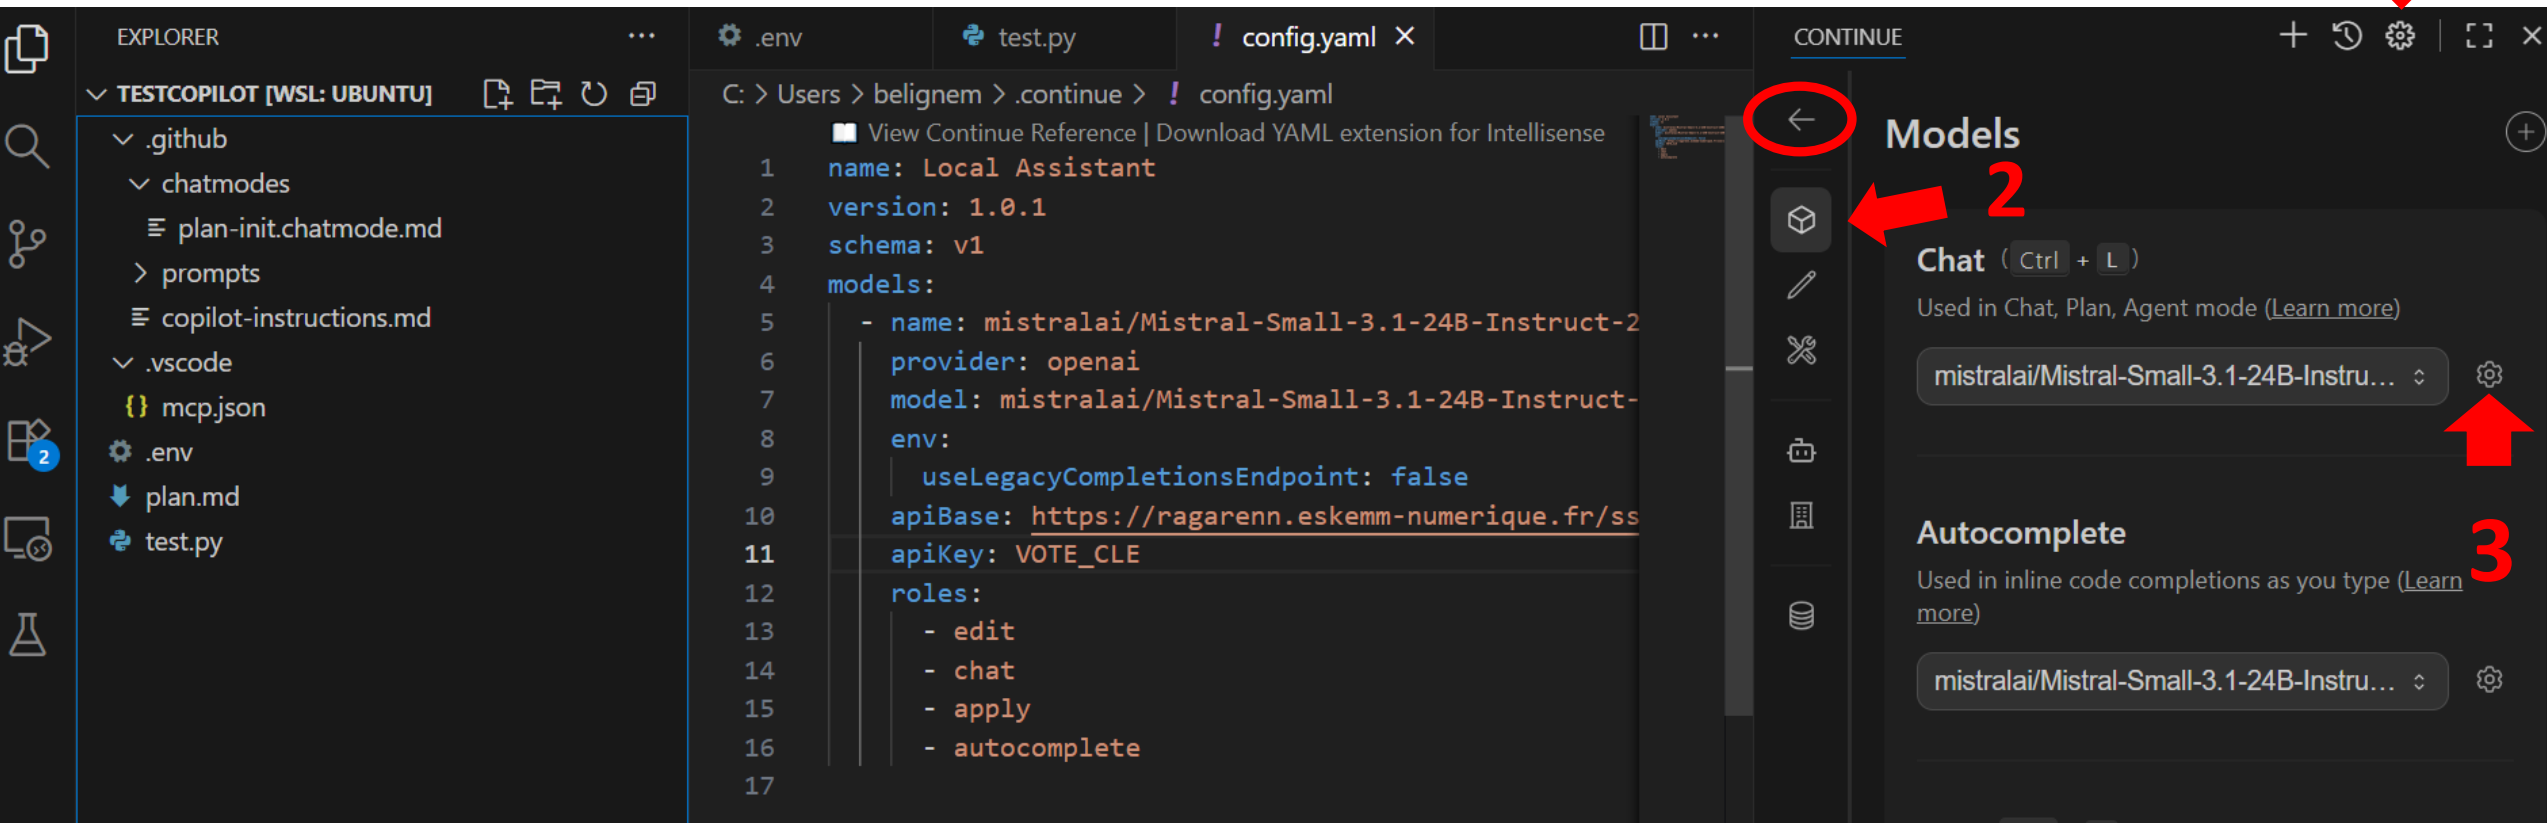 EXPLORER
TESTCOPILOT [WSL: UBUNTU]
.github
chatmodes
plan-init.chatmode.md
prompts
copilot-instructions.md
.vscode
{} mcp.json
.env
plan.md
test.py
2
.env
test.py
! config.yaml
C: > Users > belignem > .continue > ! config.yaml
View Continue Reference | Download YAML extension for Intellisense
1 name: Local Assistant
2 version: 1.0.1
3 schema: v1
4 models:
5 - name: mistralai/Mistral-Small-3.1-24B-Instruct-2
6 provider: openai
7 model: mistralai/Mistral-Small-3.1-24B-Instruct-
8 env:
9 useLegacyCompletionsEndpoint: false
10 apiBase: https://ragarenn.eskemm-numerique.fr/ss
11 apiKey: VOTE_CLE
12 roles:
13 - edit
14 - chat
15 - apply
16 - autocomplete
17
CONTINUE
Models
2
Chat (Ctrl + L)
Used in Chat, Plan, Agent mode (Learn more)
mistralai/Mistral-Small-3.1-24B-Instru...
3
Autocomplete
Used in inline code completions as you type (Learn
more)
mistralai/Mistral-Small-3.1-24B-Instru...